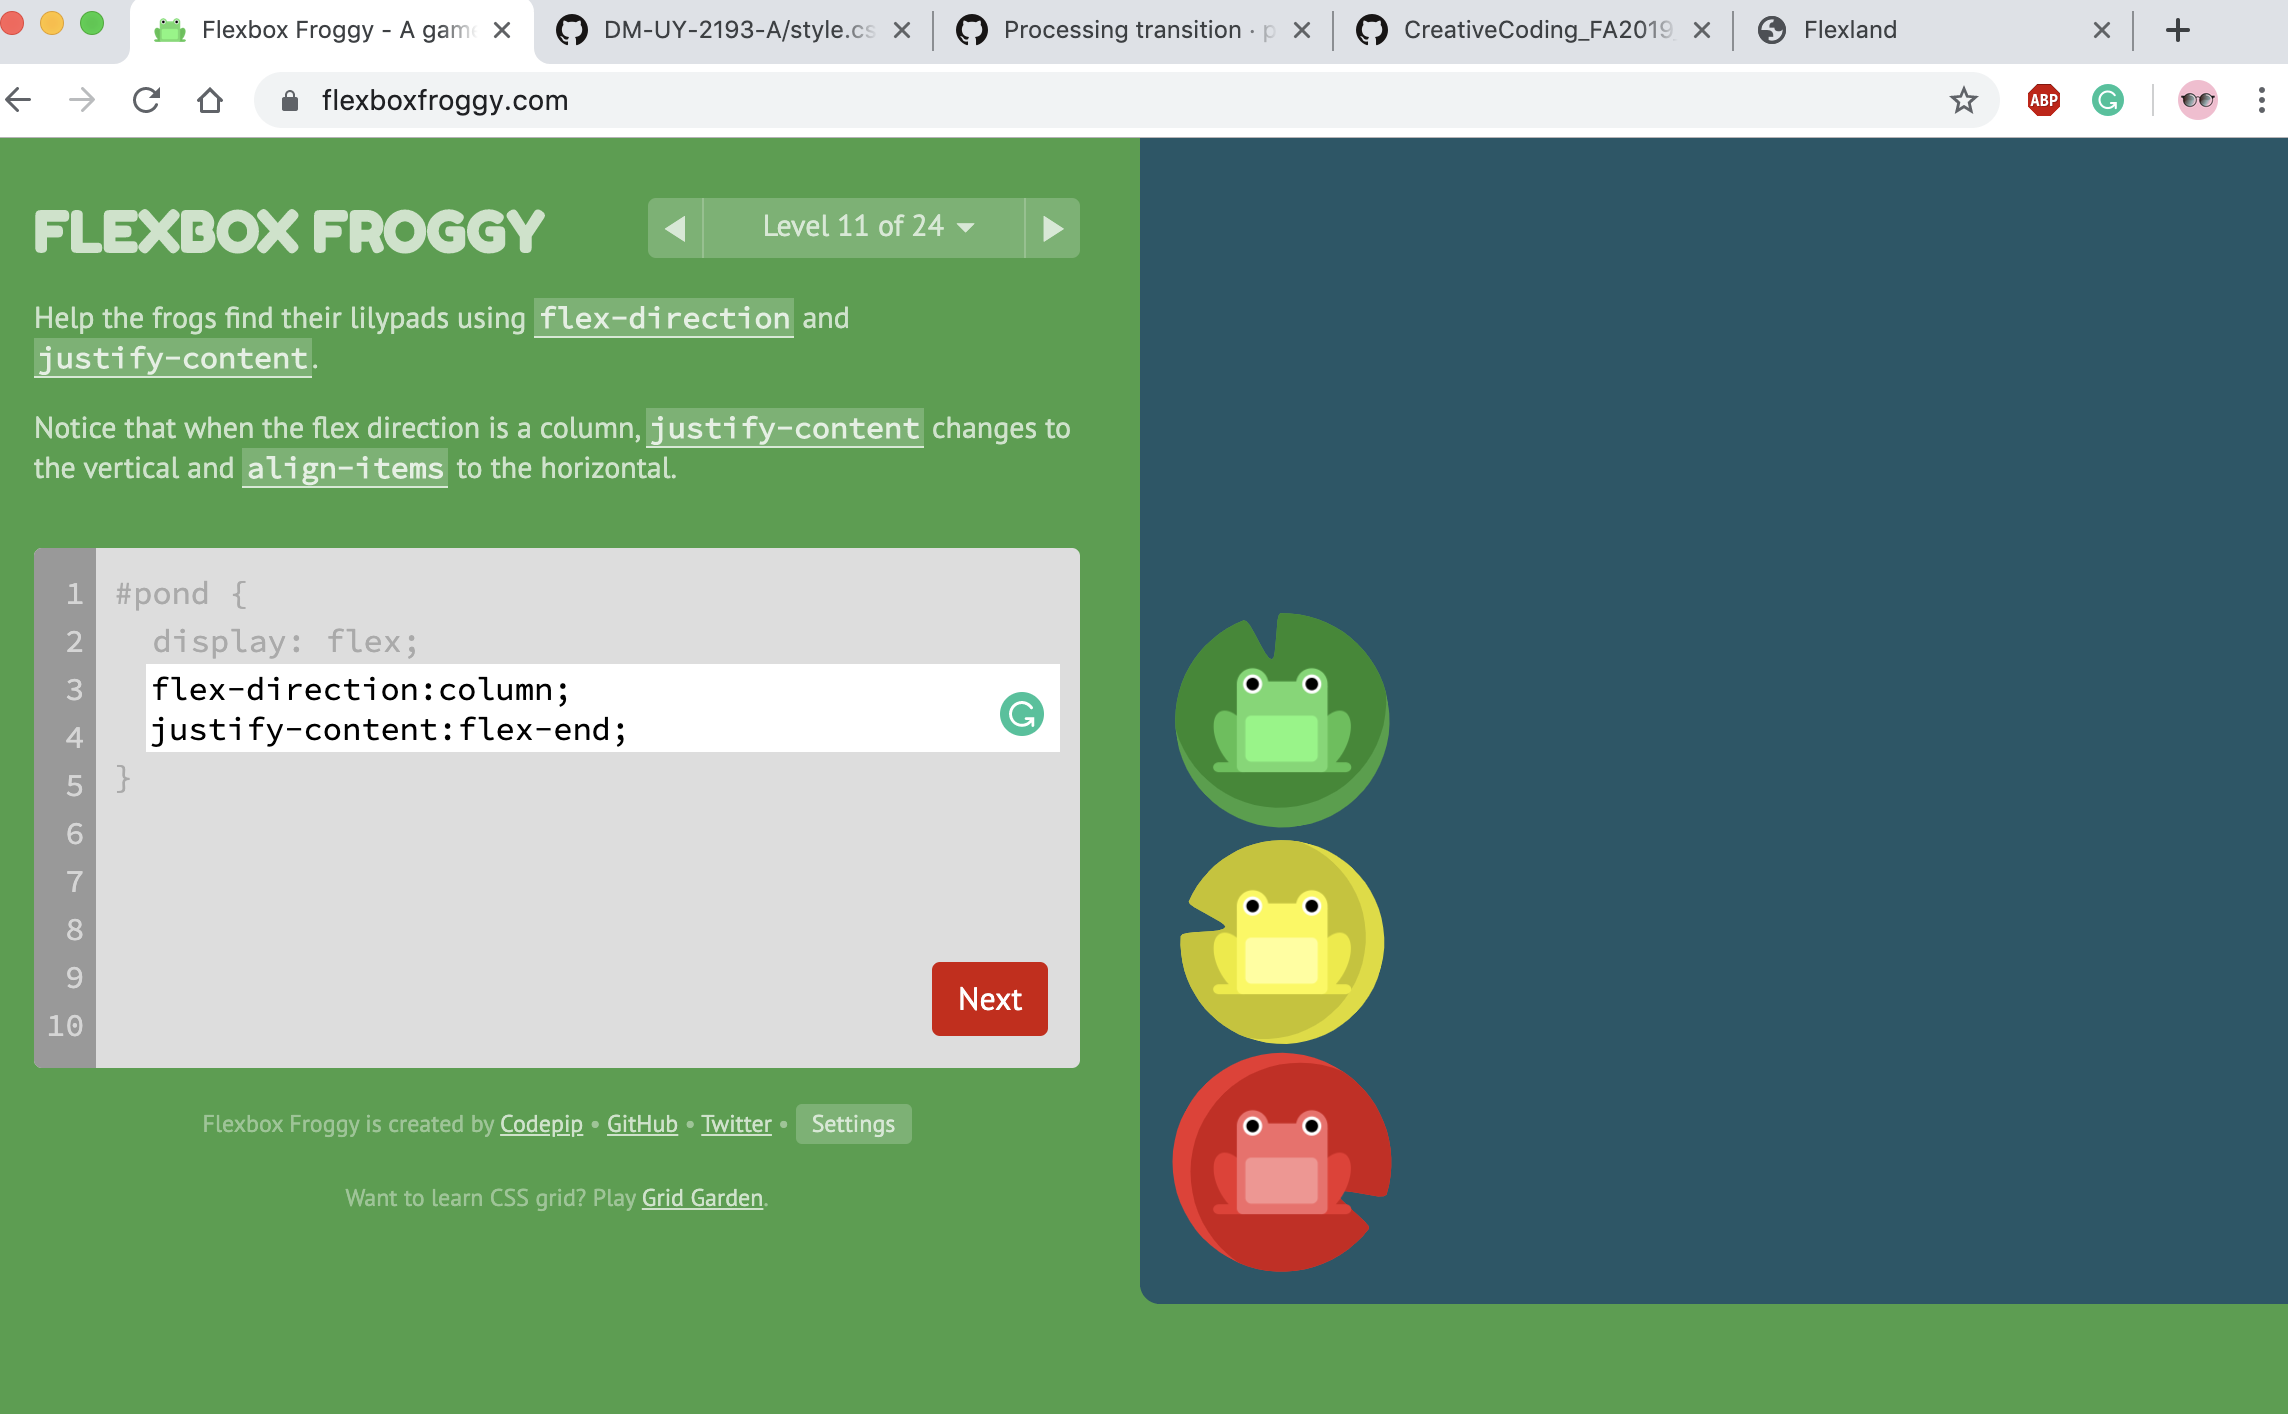 Flexbox Froggy - A game
DM-UY-2193-A/style.cs
Processing transition · p
CreativeCoding_FA2019_
Flexland
flexboxfroggy.com
ABP
FLEXBOX FROGGY
Level 11 of 24
Help the frogs find their lilypads using flex-direction and
justify-content.
Notice that when the flex direction is a column, justify-content changes to
the vertical and align-items to the horizontal.
1 #pond {
2 display: flex;
3 flex-direction:column;
4 justify-content:flex-end;
5 }
6
7
8
9
10
Next
Flexbox Froggy is created by Codepip • GitHub • Twitter • Settings
Want to learn CSS grid? Play Grid Garden.